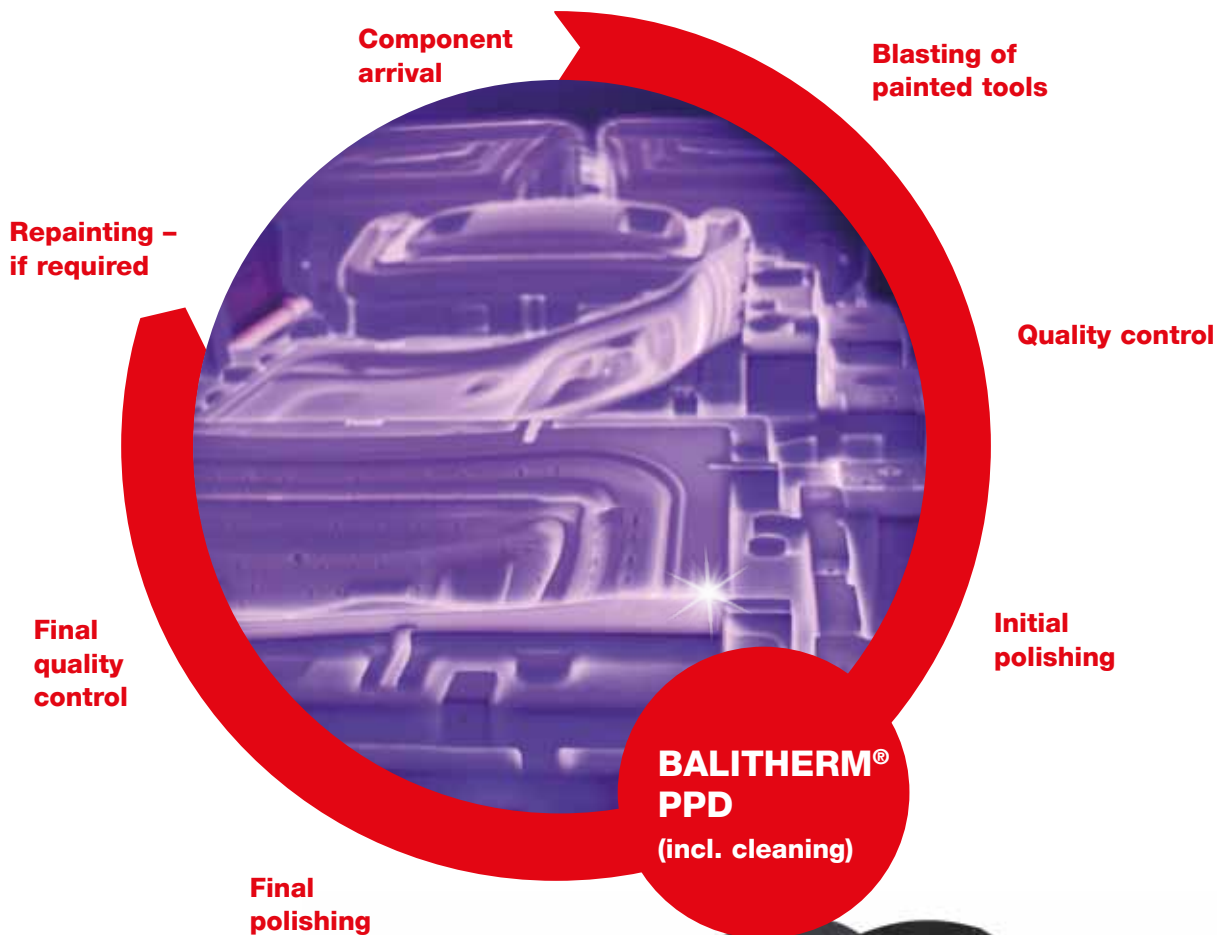 Component
arrival
Blasting of
painted tools
Quality control
Initial
polishing
BALITHERM®
PPD
(incl. cleaning)
Final
polishing
Final
quality
control
Repainting –
if required